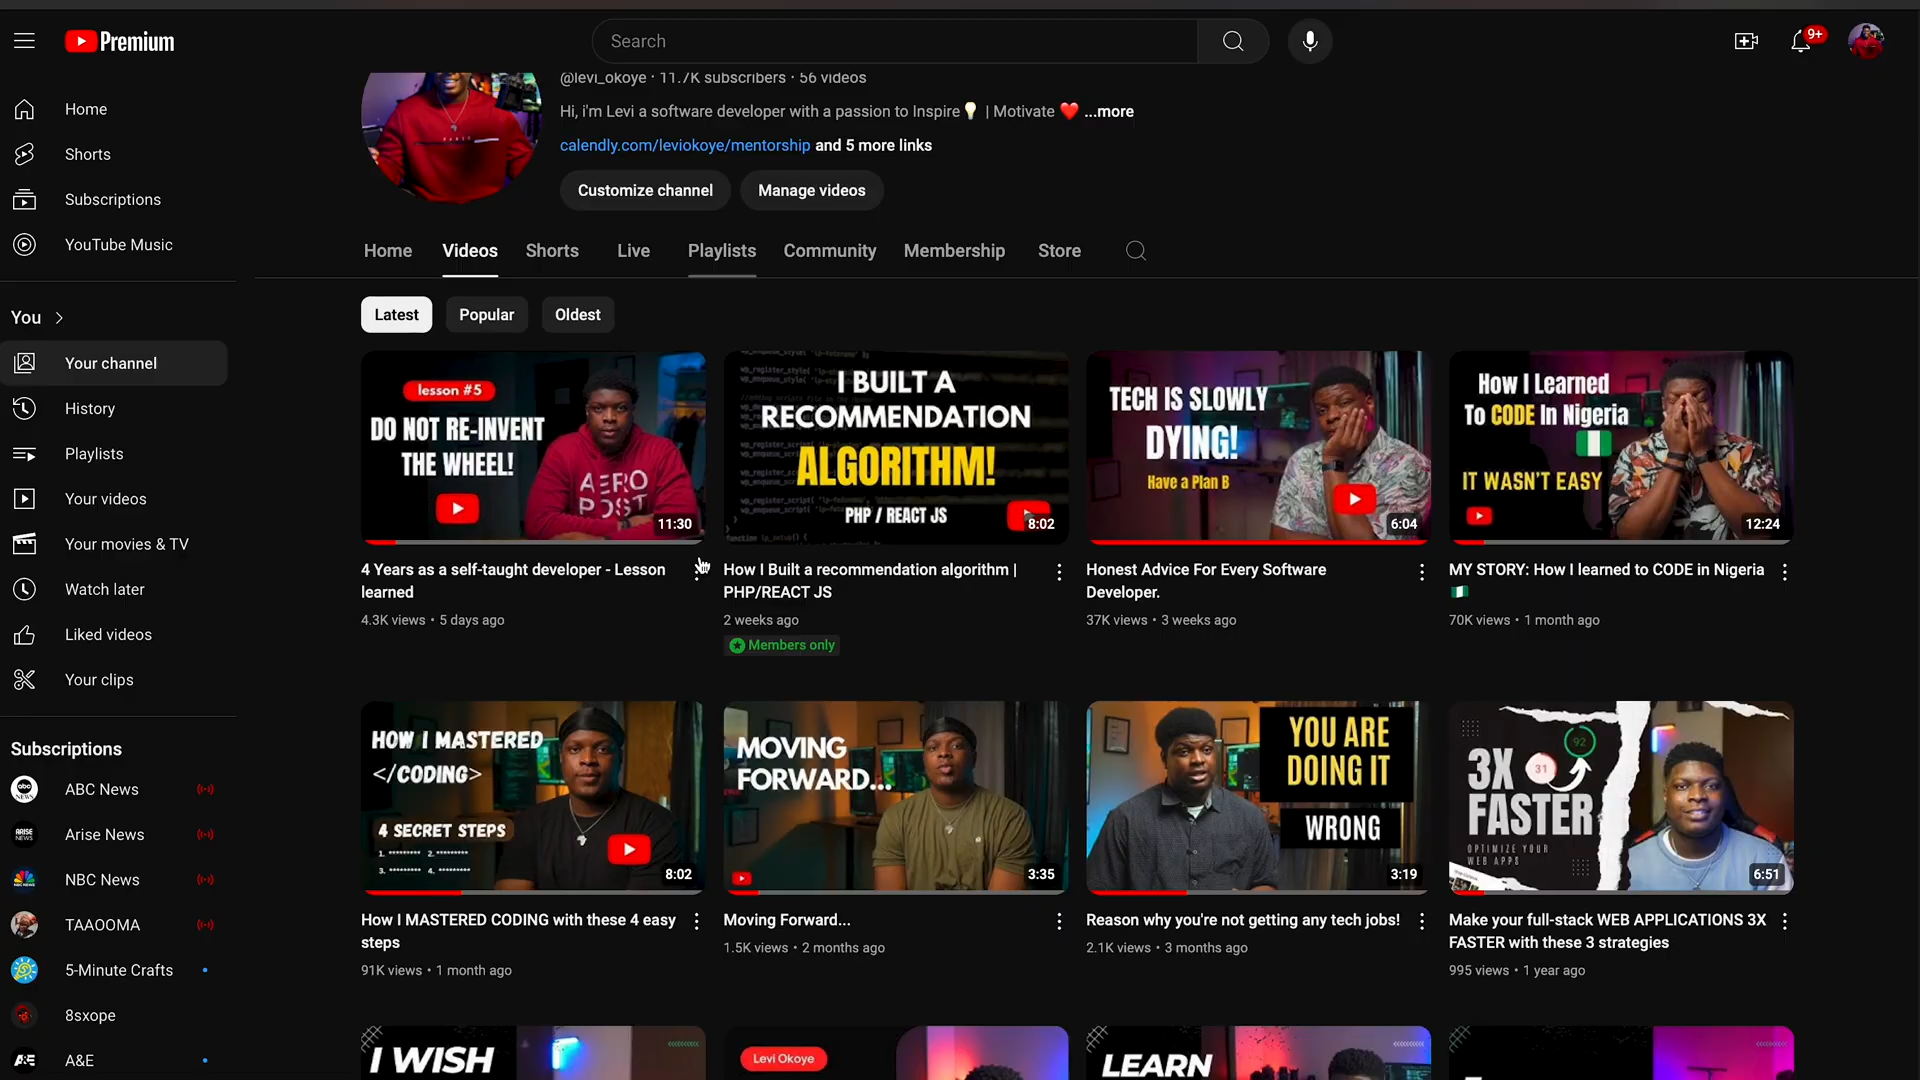 Premium
Search
9+
Home
Shorts
Subscriptions
YouTube Music
You
Your channel
History
Playlists
Your videos
Your movies & TV
Watch later
Liked videos
Your clips
Subscriptions
ABC News
Arise News
NBC News
TAAOOMA
5-Minute Crafts
8sxope
A&E
@levi_okoye · 11.7K subscribers · 56 videos
Hi, i'm Levi a software developer with a passion to Inspire💡 | Motivate ❤️ ...more
calendly.com/leviokoye/mentorship and 5 more links
Customize channel Manage videos
Home Videos Shorts Live Playlists Community Membership Store
Latest Popular Oldest
lesson #5
DO NOT RE-INVENT
THE WHEEL!
AERO
POST
11:30
4 Years as a self-taught developer - Lesson
learned
4.3K views • 5 days ago
I BUILT A
RECOMMENDATION
ALGORITHM!
PHP / REACT JS
8:02
How I Built a recommendation algorithm |
PHP/REACT JS
2 weeks ago
Members only
TECH IS SLOWLY
DYING!
Have a Plan B
6:04
Honest Advice For Every Software
Developer.
37K views • 3 weeks ago
How I Learned
To CODE In Nigeria
IT WASN'T EASY
12:24
MY STORY: How I learned to CODE in Nigeria
🇳🇬
70K views • 1 month ago
HOW I MASTERED
</CODING>
4 SECRET STEPS
1. ********* 2. *********
3. ********* 4. *********
8:02
How I MASTERED CODING with these 4 easy
steps
91K views • 1 month ago
MOVING
FORWARD...
3:35
Moving Forward...
1.5K views • 2 months ago
YOU ARE
DOING IT
WRONG
3:19
Reason why you're not getting any tech jobs!
2.1K views • 3 months ago
3X
FASTER
31
92
OPTIMIZE YOUR
WEB APPS
6:51
Make your full-stack WEB APPLICATIONS 3X
FASTER with these 3 strategies
995 views • 1 year ago
I WISH
Levi Okoye
LEARN